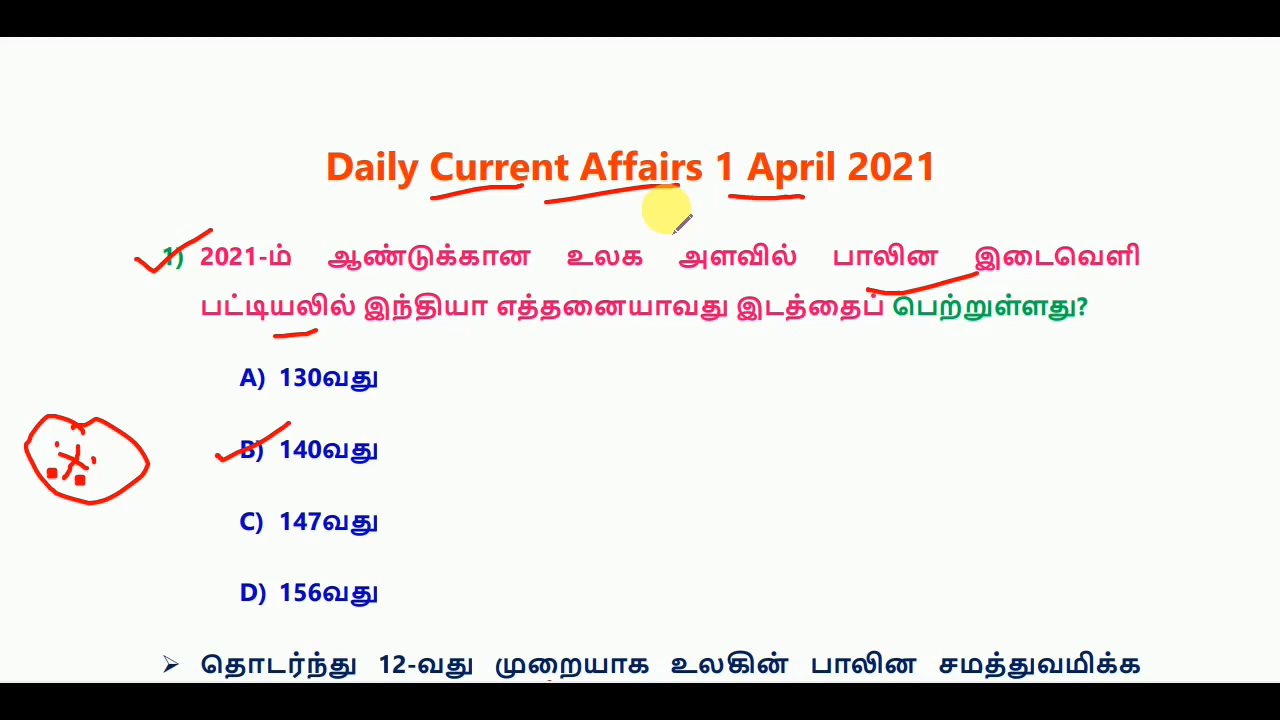 Daily Current Affairs 1 April 2021
1) 2021-ம் ஆண்டுக்கான உலக அளவில் பாலின இடைவெளி
பட்டியலில் இந்தியா எத்தனையாவது இடத்தைப் பெற்றுள்ளது?
A) 130வது
B) 140வது
C) 147வது
D) 156வது
➢ தொடர்ந்து 12-வது முறையாக உலகின் பாலின சமத்துவமிக்க